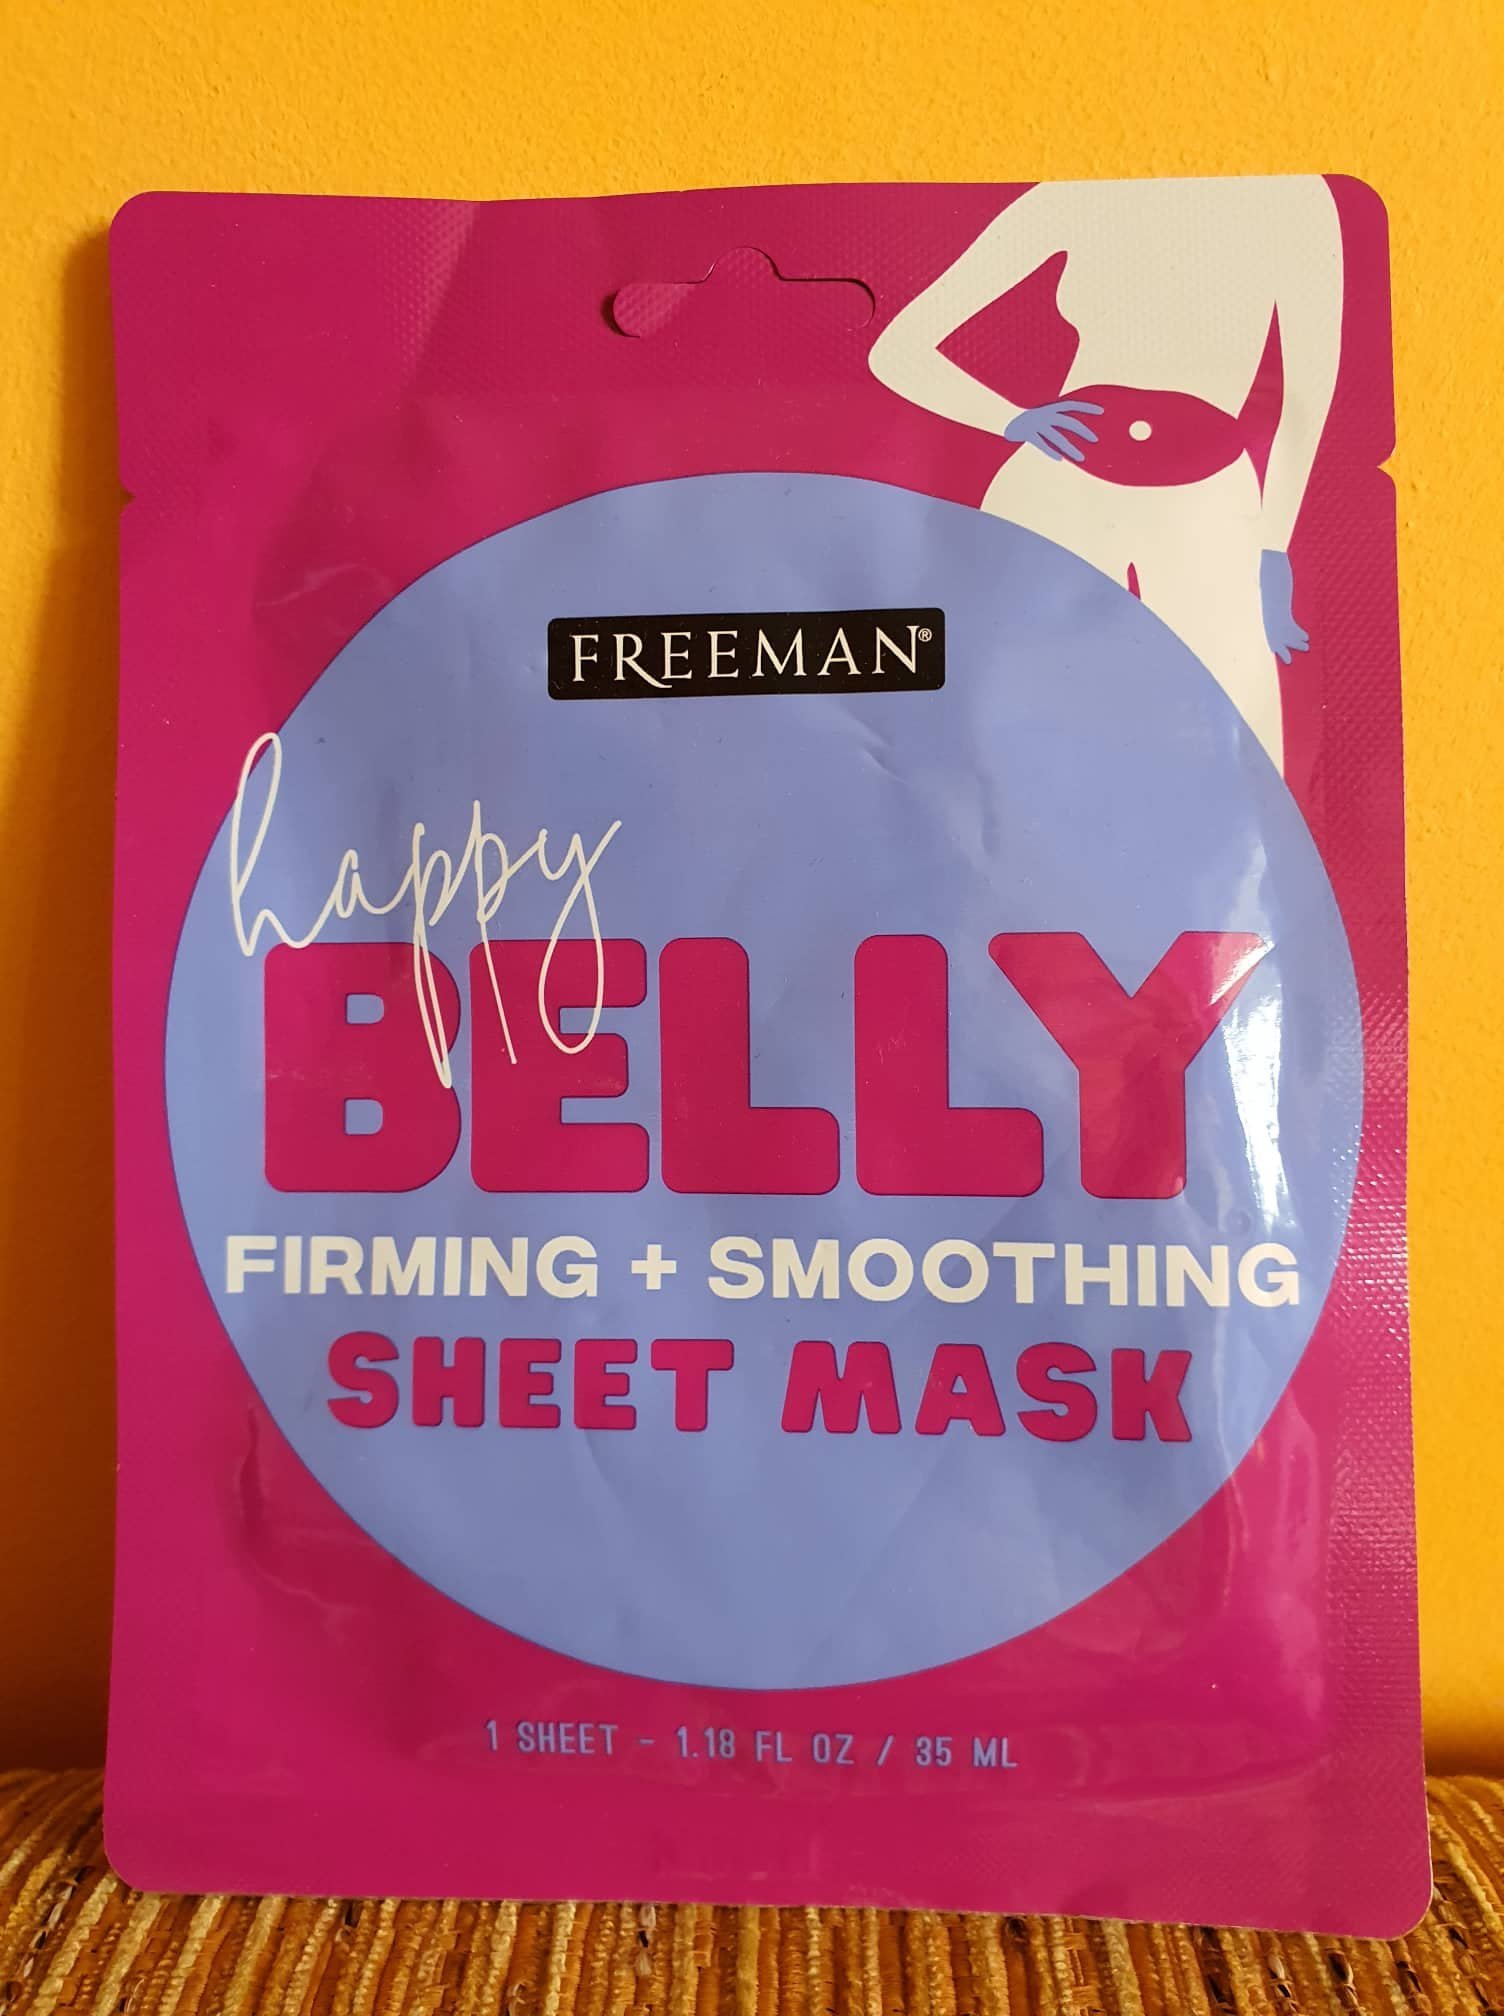 FREEMAN®
happy
BELLY
FIRMING + SMOOTHING
SHEET MASK
1 SHEET - 1.18 FL OZ / 35 ML